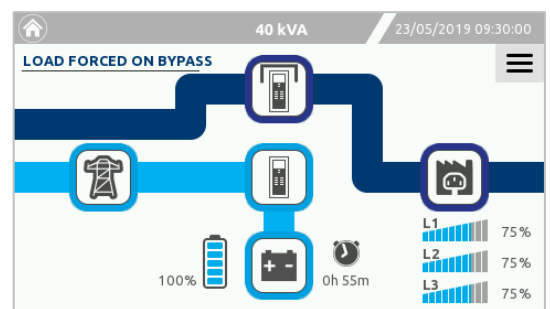 40 kVA
23/05/2019 09:30:00
LOAD FORCED ON BYPASS
L1 75%
L2 75%
100%
0h 55m
L3 75%